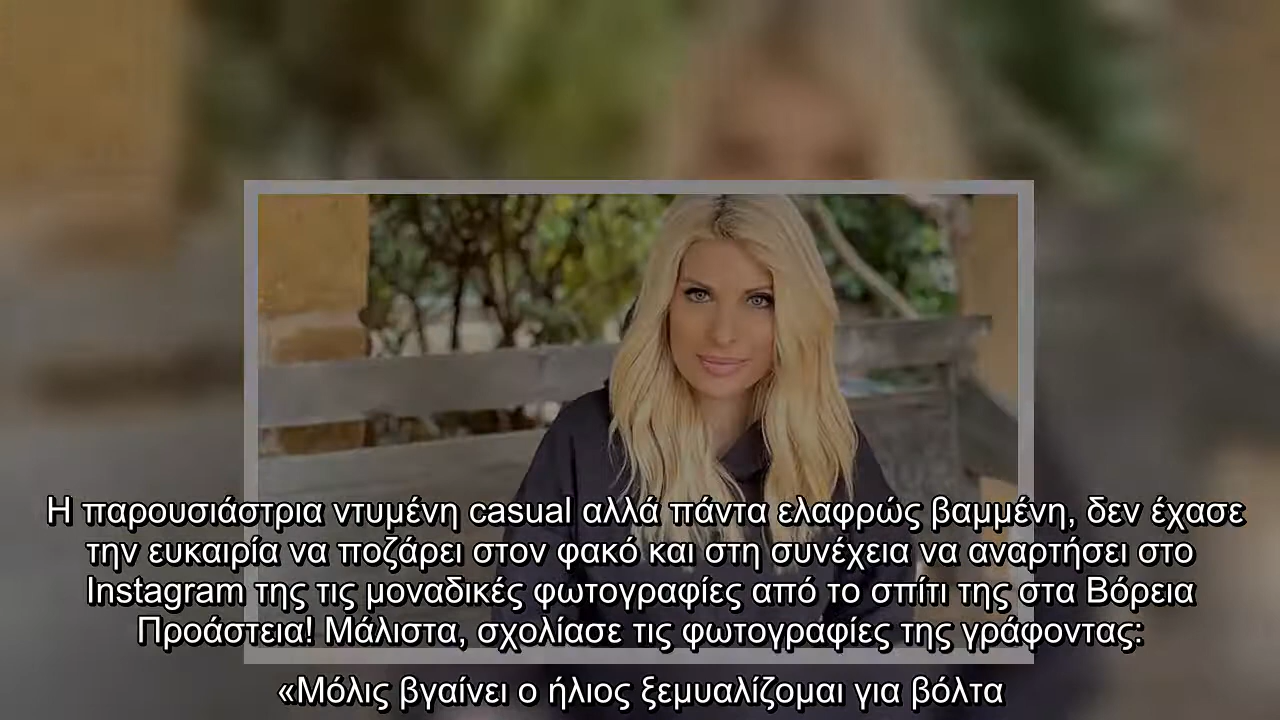 Η παρουσιάστρια ντυμένη casual αλλά πάντα ελαφρώς βαμμένη, δεν έχασε
την ευκαιρία να ποζάρει στον φακό και στη συνέχεια να αναρτήσει στο
Instagram της τις μοναδικές φωτογραφίες από το σπίτι της στα Βόρεια
Προάστεια! Μάλιστα, σχολίασε τις φωτογραφίες της γράφοντας:
«Μόλις βγαίνει ο ήλιος ξεμυαλίζομαι για βόλτα